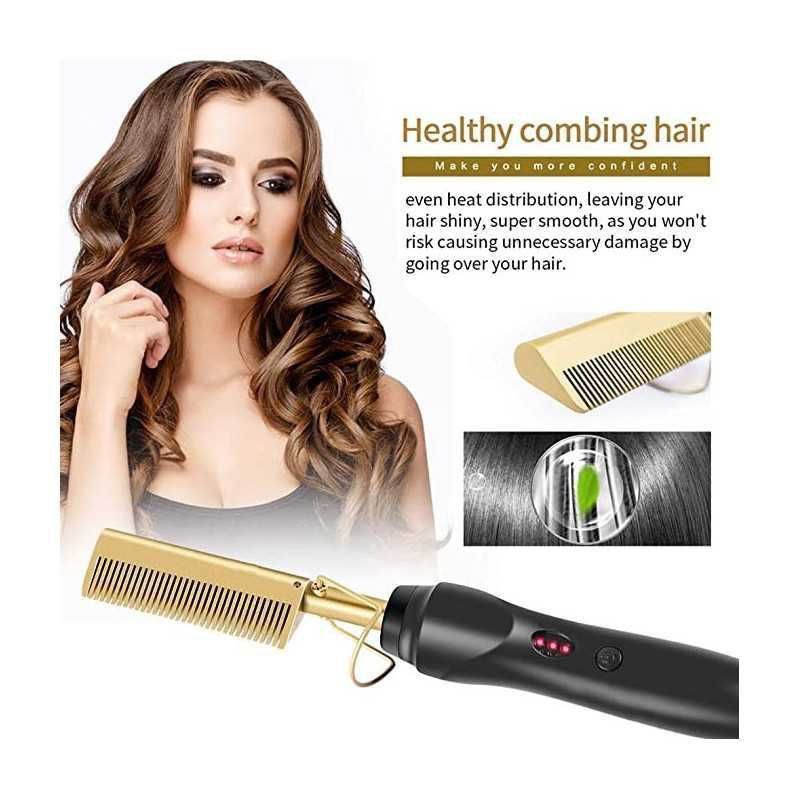 Healthy combing hair
Make you more confident
even heat distribution, leaving your
hair shiny, super smooth, as you won't
risk causing unnecessary damage by
going over your hair.